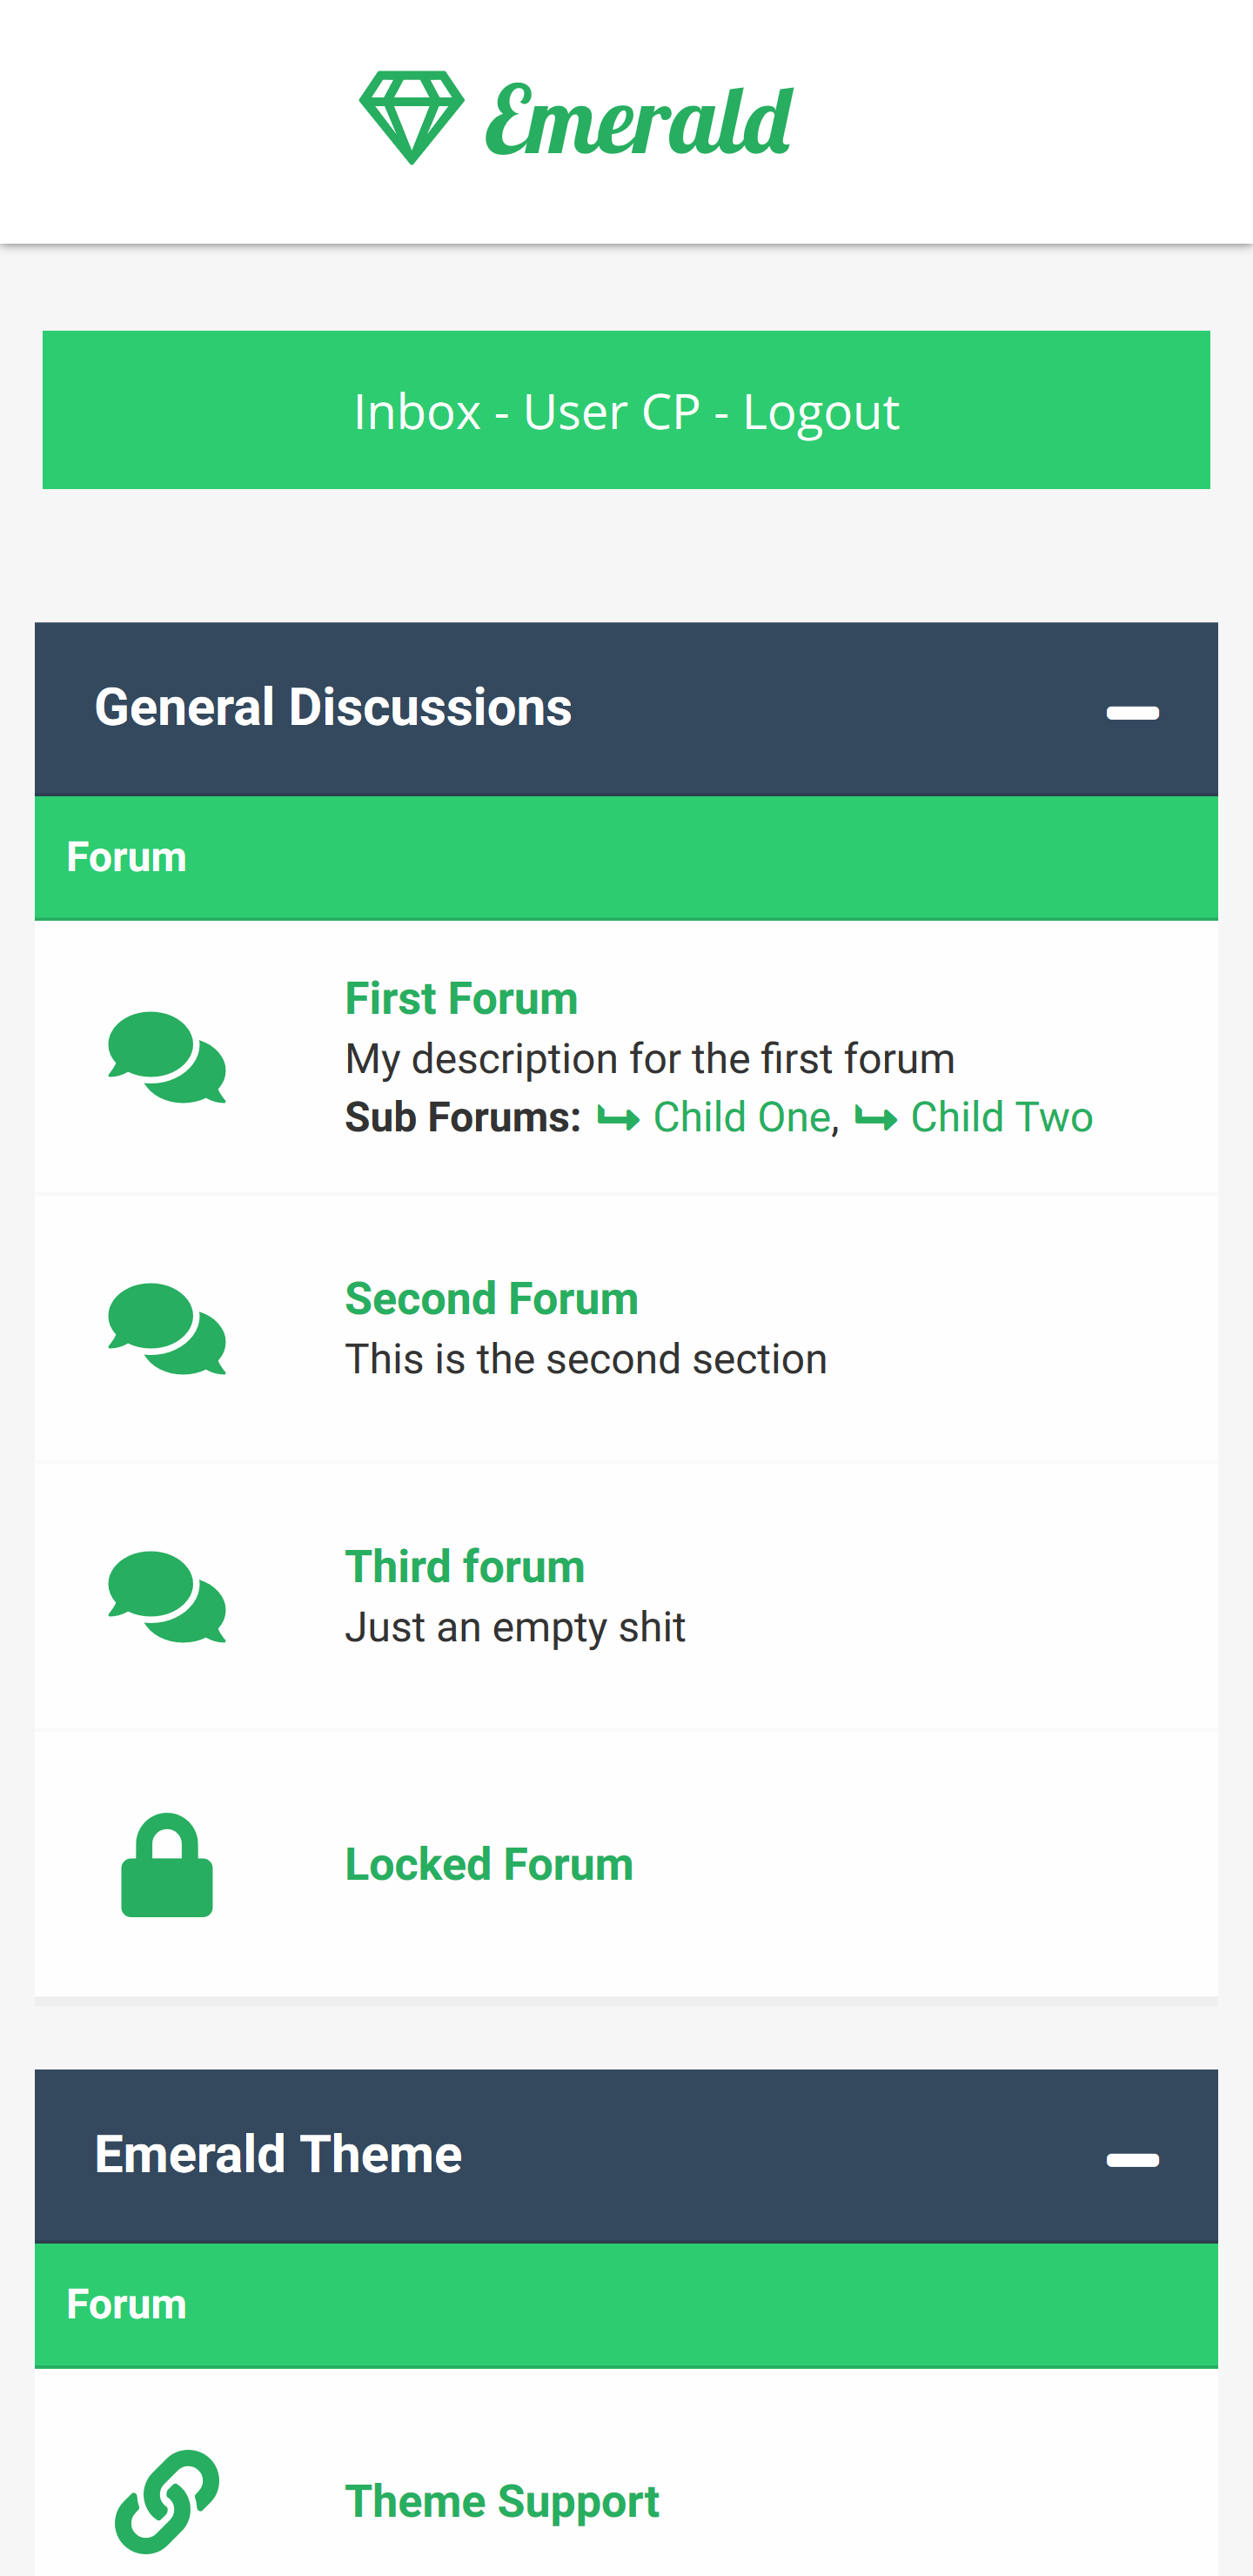 Emerald
Inbox - User CP - Logout
General Discussions
Forum
First Forum
My description for the first forum
Sub Forums: Child One, Child Two
Second Forum
This is the second section
Third forum
Just an empty shit
Locked Forum
Emerald Theme
Forum
Theme Support